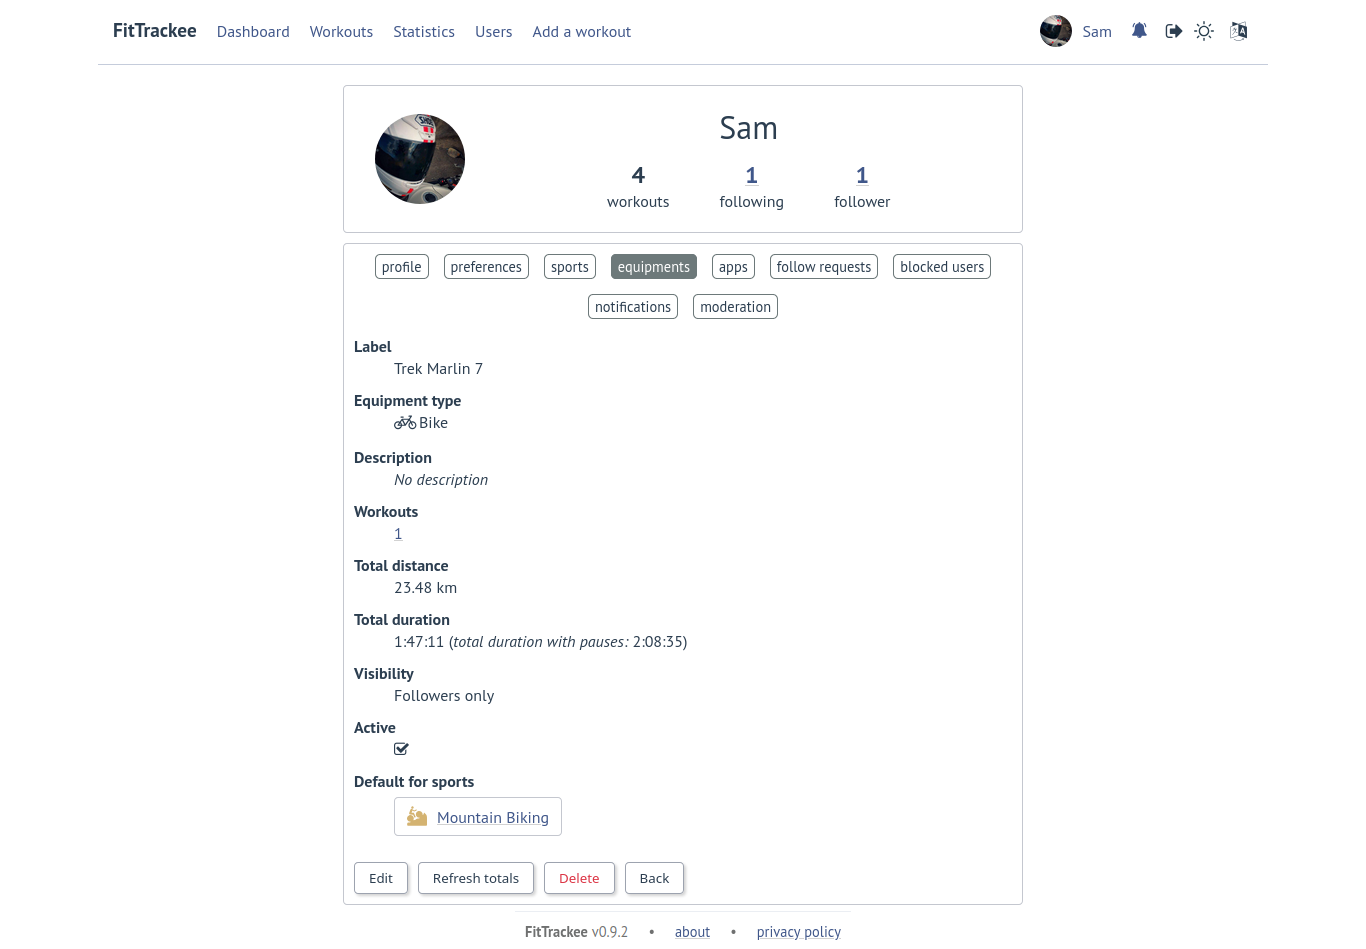 FitTrackee Dashboard Workouts Statistics Users Add a workout Sam
Sam
4 1 1
workouts following follower
profile preferences sports equipments apps follow requests blocked users
notifications moderation
Label
Trek Marlin 7
Equipment type
Bike
Description
No description
Workouts
1
Total distance
23.48 km
Total duration
1:47:11 (total duration with pauses: 2:08:35)
Visibility
Followers only
Active
Default for sports
Mountain Biking
Edit Refresh totals Delete Back
FitTrackee v0.9.2 • about • privacy policy